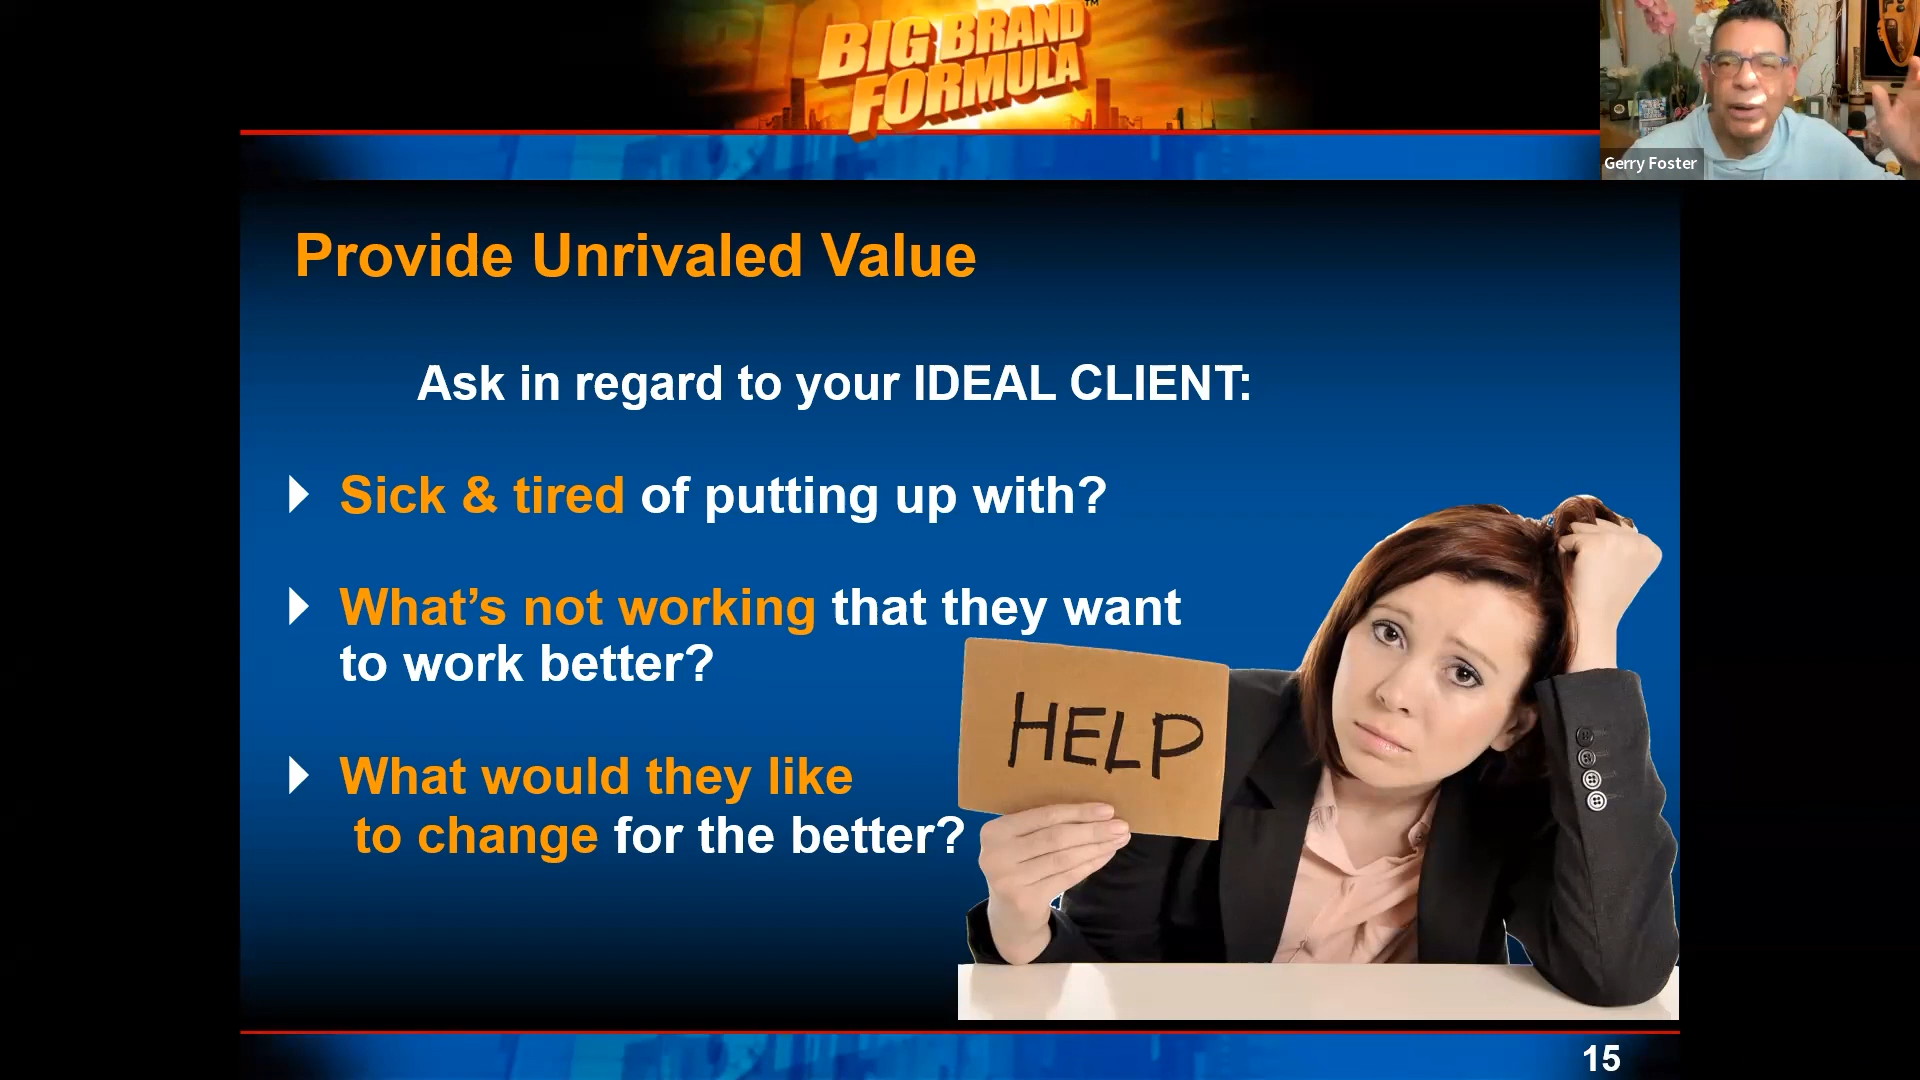 BIG BRAND
FORMULA
™
Gerry Foster
Provide Unrivaled Value
Ask in regard to your IDEAL CLIENT:
Sick & tired of putting up with?
What’s not working that they want
to work better?
What would they like
to change for the better?
HELP
15